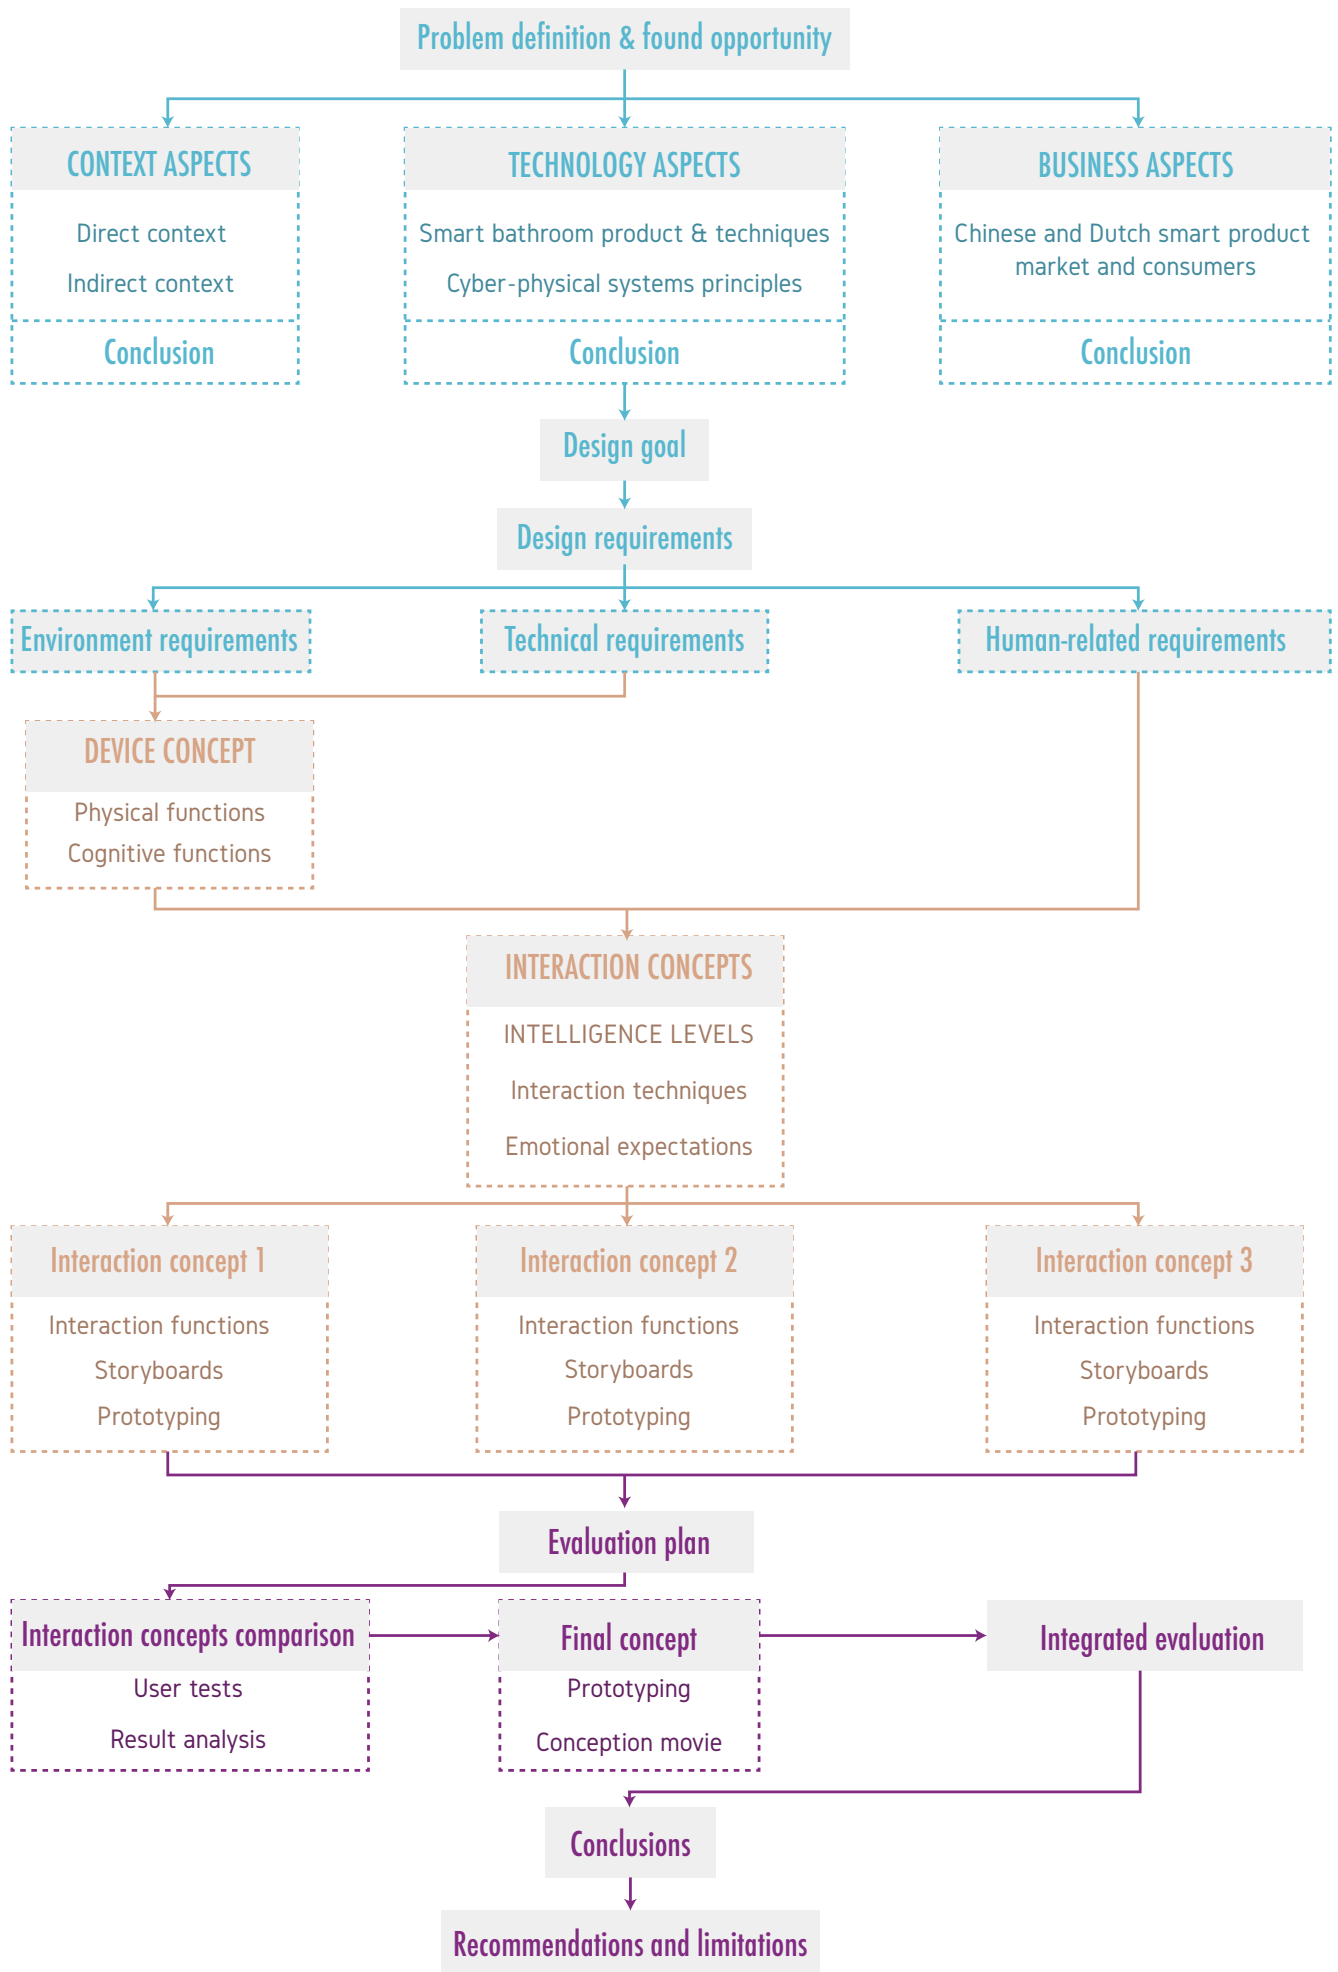 Problem definition & found opportunity
CONTEXT ASPECTS
Direct context
Indirect context
Conclusion
TECHNOLOGY ASPECTS
Smart bathroom product & techniques
Cyber-physical systems principles
Conclusion
BUSINESS ASPECTS
Chinese and Dutch smart product
market and consumers
Conclusion
Design goal
Design requirements
Environment requirements
Technical requirements
Human-related requirements
DEVICE CONCEPT
Physical functions
Cognitive functions
INTERACTION CONCEPTS
INTELLIGENCE LEVELS
Interaction techniques
Emotional expectations
Interaction concept 1
Interaction functions
Storyboards
Prototyping
Interaction concept 2
Interaction functions
Storyboards
Prototyping
Interaction concept 3
Interaction functions
Storyboards
Prototyping
Evaluation plan
Interaction concepts comparison
User tests
Result analysis
Final concept
Prototyping
Conception movie
Integrated evaluation
Conclusions
Recommendations and limitations